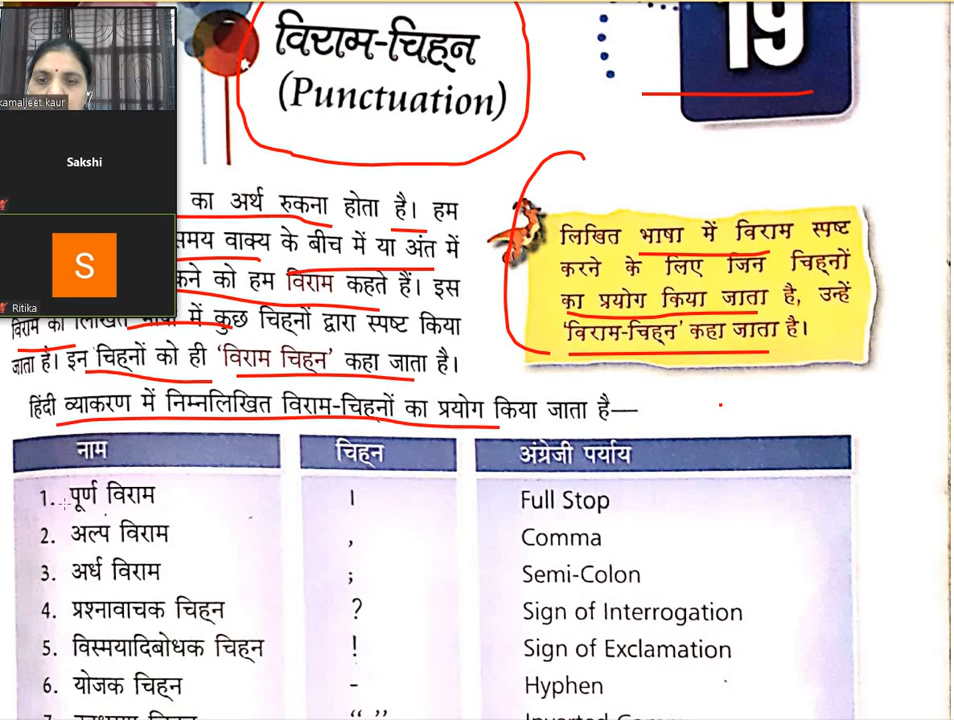 विराम-चिह्न
(Punctuation)
19
kamaljeet kaur
Sakshi
S
Ritika
का अर्थ रुकना होता है। हम
समय वाक्य के बीच में या अंत में
को हम विराम कहते हैं। इस
विराम को लिखित भाषा में कुछ चिह्नों द्वारा स्पष्ट किया
जाता है। इन चिह्नों को ही ‘विराम चिह्न’ कहा जाता है।
लिखित भाषा में विराम स्पष्ट
करने के लिए जिन चिह्नों
का प्रयोग किया जाता है, उन्हें
‘विराम-चिह्न’ कहा जाता है।
हिंदी व्याकरण में निम्नलिखित विराम-चिह्नों का प्रयोग किया जाता है—
नाम चिह्न अंग्रेजी पर्याय
1. पूर्ण विराम । Full Stop
2. अल्प विराम , Comma
3. अर्ध विराम ; Semi-Colon
4. प्रश्नावाचक चिह्न ? Sign of Interrogation
5. विस्मयादिबोधक चिह्न ! Sign of Exclamation
6. योजक चिह्न - Hyphen
“ ” Inverted